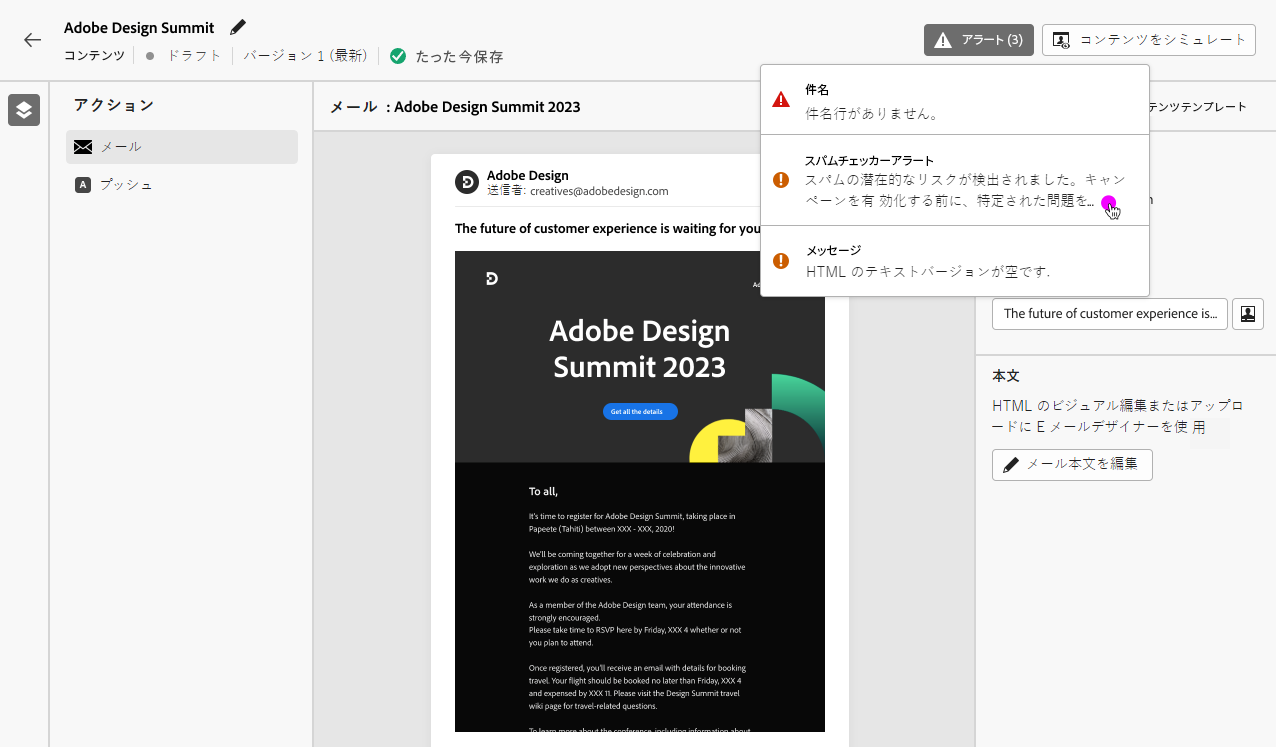 Adobe Design Summit
コンテンツ
ドラフト
バージョン 1 (最新)
たった今保存
アラート (3)
コンテンツをシミュレート
アクション
メール
A プッシュ
メール : Adobe Design Summit 2023
テンツテンプレート
件名
件名行がありません。
スパムチェッカーアラート
スパムの潜在的なリスクが検出されました。キャン
ペーンを有 効化する前に、特定された問題を...
メッセージ
HTML のテキストバージョンが空です.
Adobe Design
送信者: creatives@adobedesign.com
The future of customer experience is waiting for you
Adobe Design
Summit 2023
Get all the details
To all,
It's time to register for Adobe Design Summit, taking place in
Papeete (Tahiti) between XXX - XXX, 2020!
We'll be coming together for a week of celebration and
exploration as we adopt new perspectives about the innovative
work we do as creatives.
As a member of the Adobe Design team, your attendance is
strongly encouraged.
Please take time to RSVP here by Friday, XXX 4 whether or not
you plan to attend.
Once registered, you'll receive an email with details for booking
travel. Your flight should be booked no later than Friday, XXX 4
and expensed by XXX 11. Please visit the Design Summit travel
wiki page for travel-related questions.
To learn more about the conference, including information about
The future of customer experience is...
本文
HTML のビジュアル編集またはアップロ
ードに E メールデザイナーを使 用
メール本文を編集